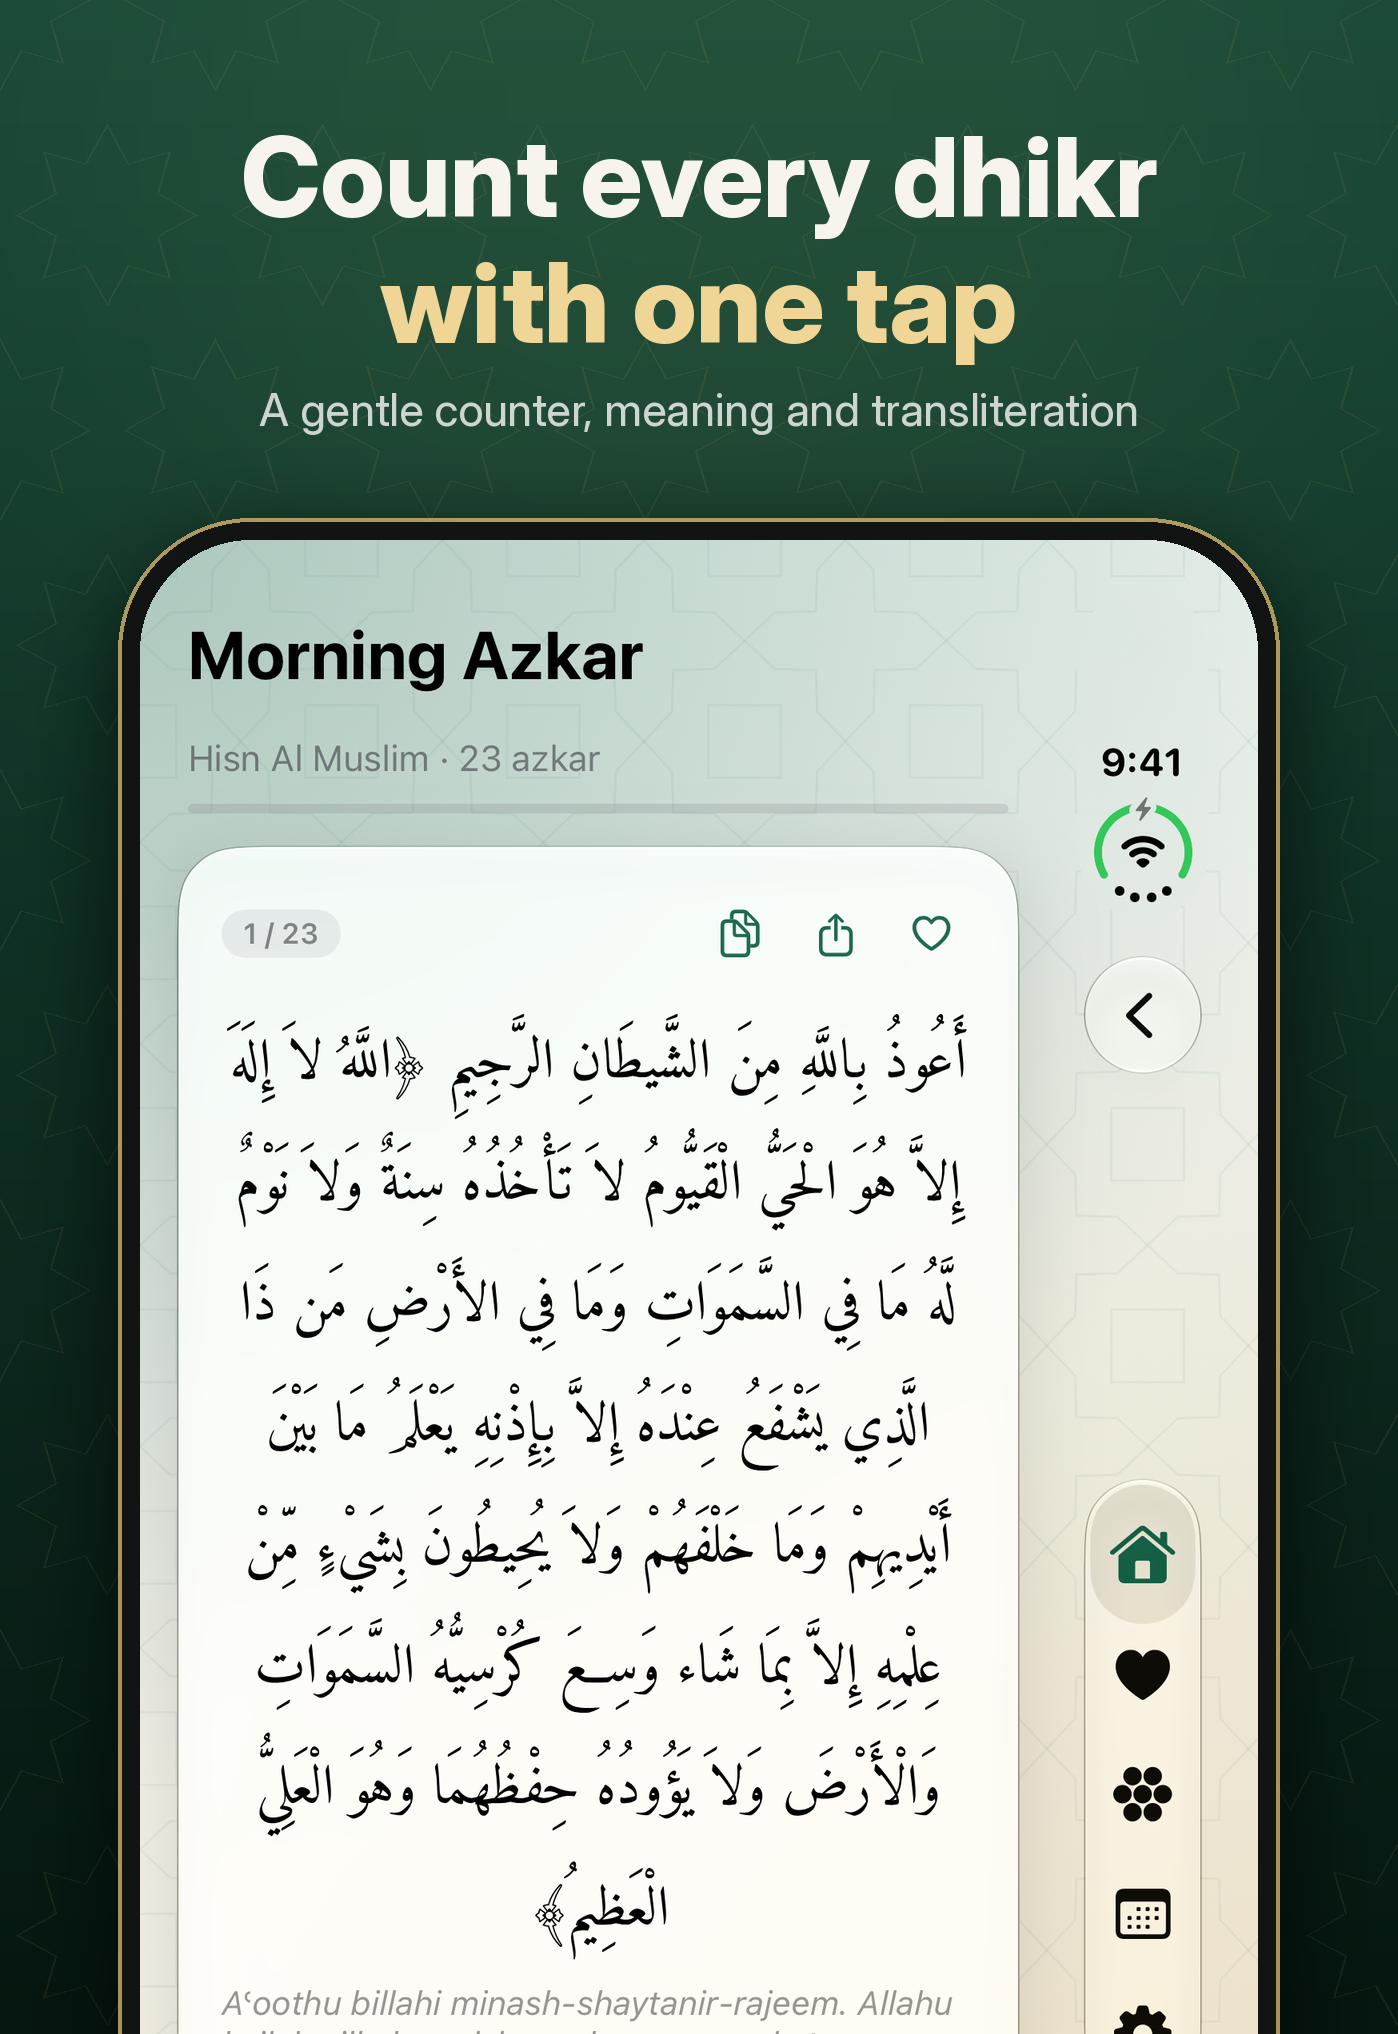 Count every dhikr
with one tap
A gentle counter, meaning and transliteration
Morning Azkar
Hisn Al Muslim · 23 azkar
9:41
1 / 23
أَعُوذُ بِاللَّهِ مِنَ الشَّيطَانِ الرَّجِيمِ ﴿اللَّهُ لاَ إِلَهَ
إِلاَّ هُوَ الْحَيُّ الْقَيُّومُ لاَ تَأْخُذُهُ سِنَةٌ وَلاَ نَوْمٌ
لَّهُ مَا فِي السَّمَوَاتِ وَمَا فِي الأَرْضِ مَن ذَا
الَّذِي يَشْفَعُ عِنْدَهُ إِلاَّ بِإِذْنِهِ يَعْلَمُ مَا بَيْنَ
أَيْدِيهِمْ وَمَا خَلْفَهُمْ وَلاَ يُحِيطُونَ بِشَيْءٍ مِّنْ
عِلْمِهِ إِلاَّ بِمَا شَاء وَسِعَ كُرْسِيُّهُ السَّمَوَاتِ
وَالْأَرْضَ وَلاَ يَؤُودُهُ حِفْظُهُمَا وَهُوَ الْعَلِيُّ
الْعَظِيمُ﴾
Aʿoothu billahi minash-shaytanir-rajeem. Allahu